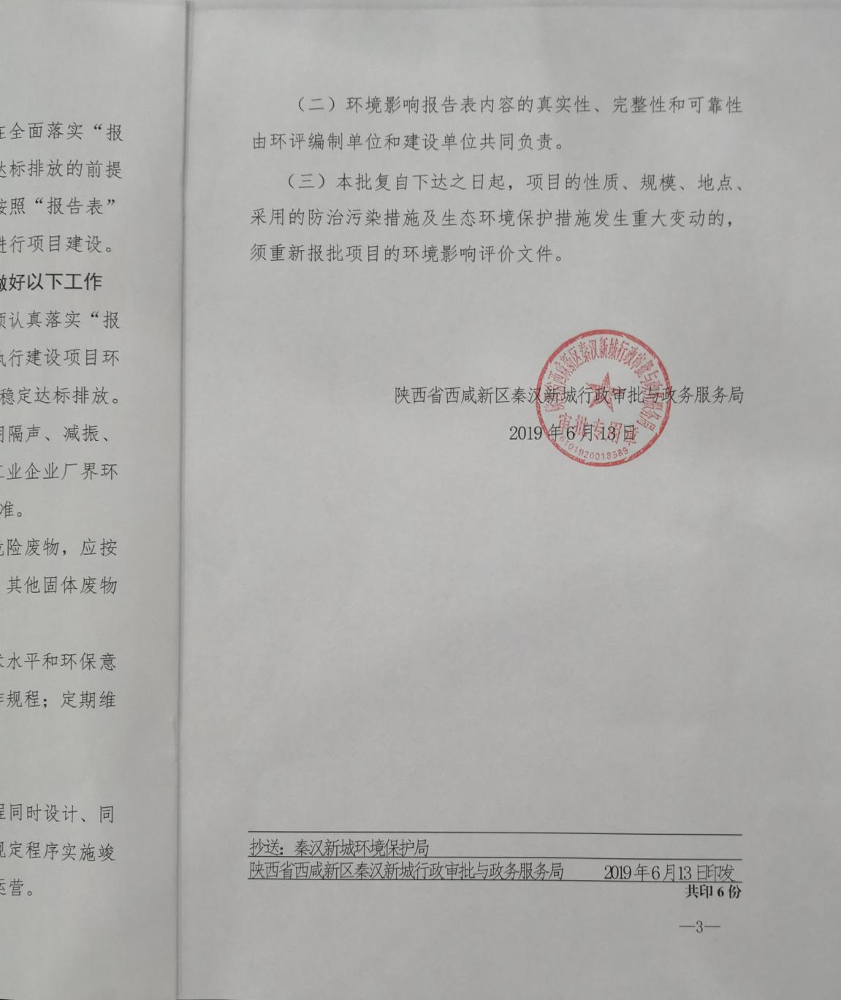 在全面落实“报
达标排放的前提
按照“报告表”
进行项目建设。
做好以下工作
须认真落实“报
执行建设项目环
稳定达标排放。
用隔声、减振、
工业企业厂界环
准。
危险废物，应按
其他固体废物
术水平和环保意
作规程；定期维
程同时设计、同
规定程序实施竣
运营。
（二）环境影响报告表内容的真实性、完整性和可靠性
由环评编制单位和建设单位共同负责。
（三）本批复自下达之日起，项目的性质、规模、地点、
采用的防治污染措施及生态环境保护措施发生重大变动的，
须重新报批项目的环境影响评价文件。
陕西省西咸新区秦汉新城行政审批与政务服务局
2019年6月13日
陕西省西咸新区秦汉新城行政审批与政务服务局
审批专用章
6101920018589
抄送：秦汉新城环境保护局
陕西省西咸新区秦汉新城行政审批与政务服务局 2019年6月13日印发
共印6份
—3—